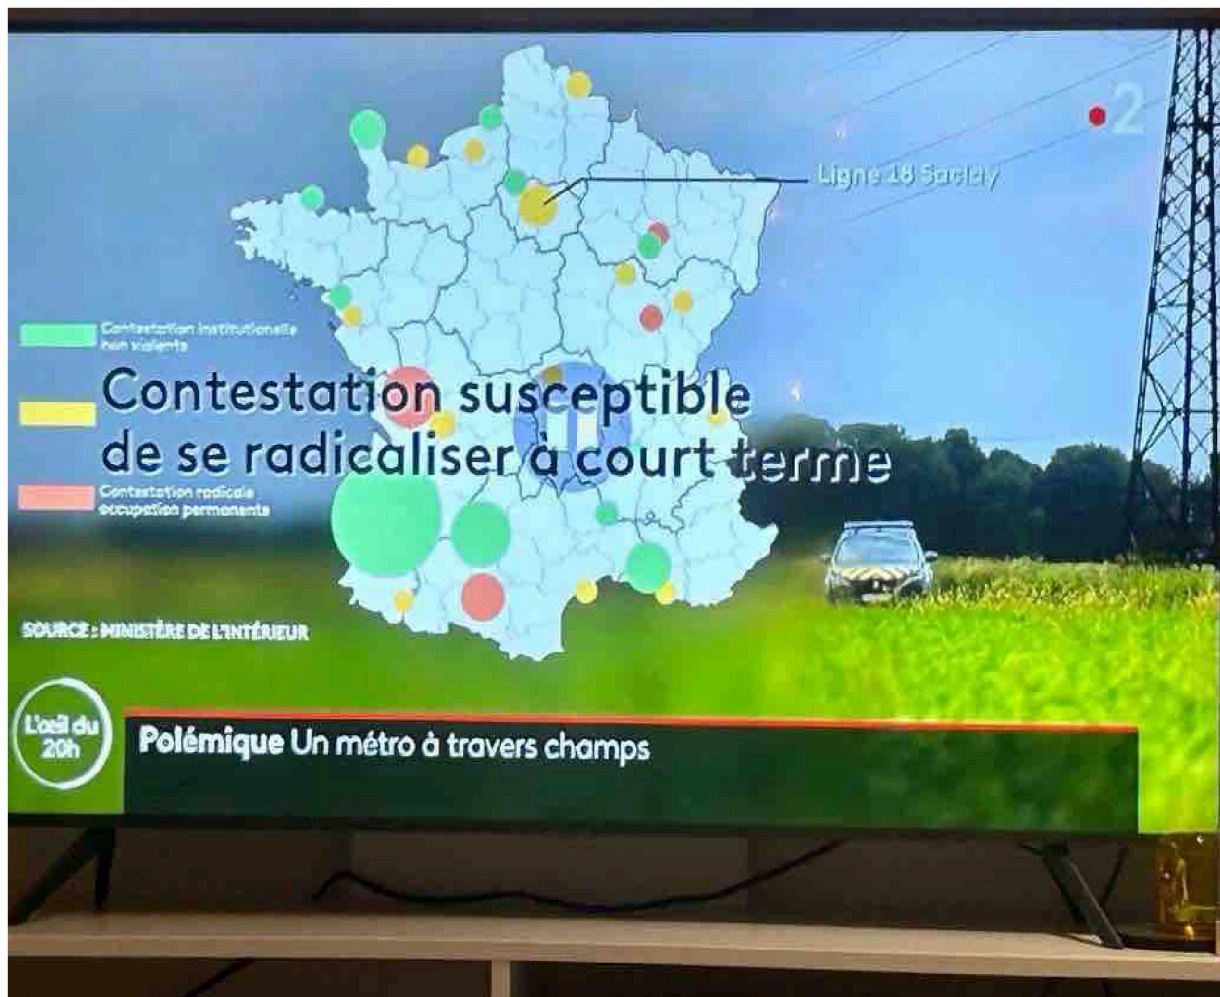 2
Ligne 18 Saclay
Contestation institutionelle
non violente
Contestation susceptible
de se radicaliser à court terme
Contestation radicale
occupation permanente
SOURCE : MINISTÈRE DE L'INTÉRIEUR
L'œil du
20h
Polémique Un métro à travers champs